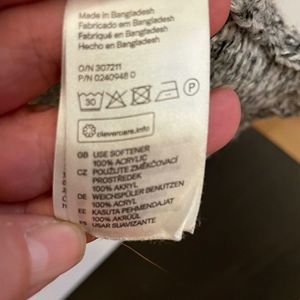 Made in Bangladesh
Fabricado em Bangladesh
Fabriqué en Bangladesh
Hecho en Bangladesh
O/N 307211
P/N 0240948 D
30
P
clevercare.info
GB USE SOFTENER
100% ACRYLIC
CZ POUŽIJTE ZMĚKČOVACÍ
PROSTŘEDEK
100% AKRYL
DE WEICHSPÜLER BENUTZEN
100% ACRYL
EE KASUTA PEHMENDAJAT
100% AKRÜÜL
ES USAR SUAVIZANTE